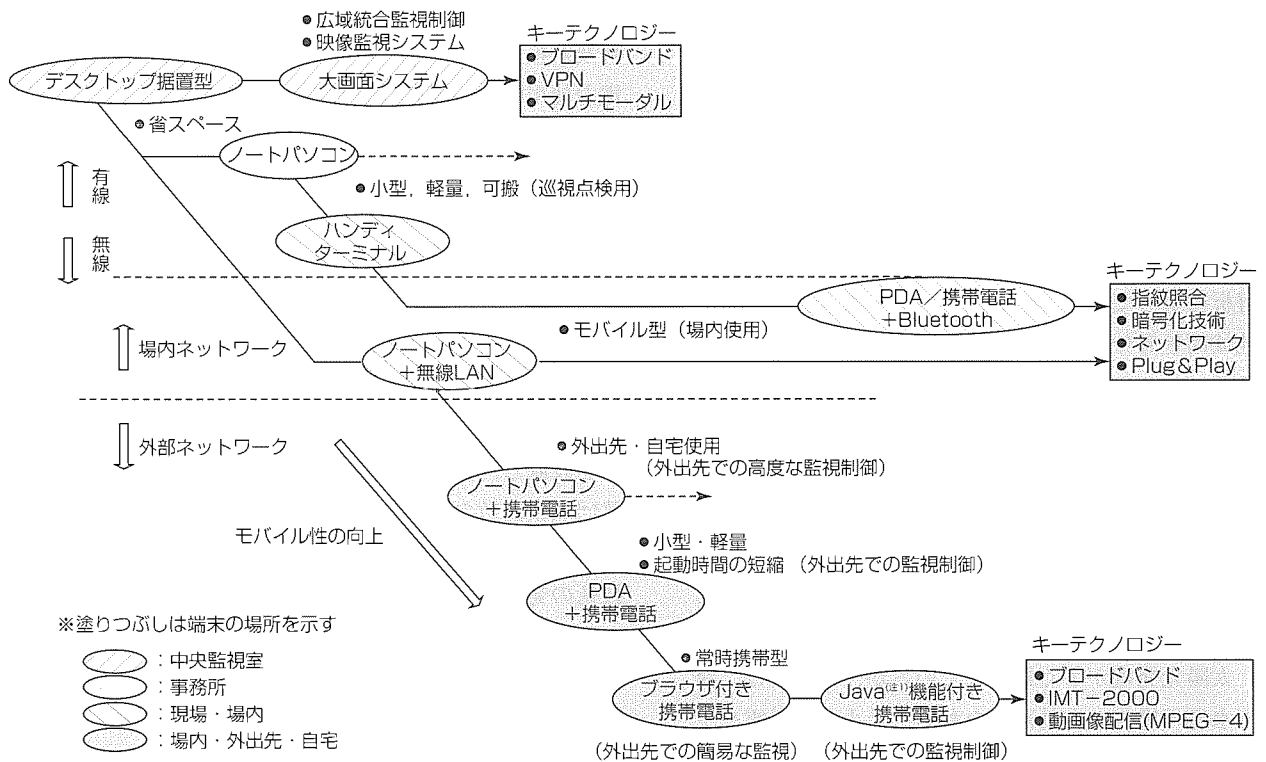 ●広域統合監視制御
●映像監視システム
キーテクノロジー
●ブロードバンド
●VPN
●マルチモーダル
デスクトップ据置型
大画面システム
●省スペース
ノートパソコン
●小型，軽量，可搬（巡視点検用）
有線
ハンディ
ターミナル
無線
キーテクノロジー
●指紋照合
●暗号化技術
●ネットワーク
●Plug&Play
PDA／携帯電話
＋Bluetooth
●モバイル型（場内使用）
場内ネットワーク
ノートパソコン
＋無線LAN
外部ネットワーク
●外出先・自宅使用
（外出先での高度な監視制御）
ノートパソコン
＋携帯電話
モバイル性の向上
●小型・軽量
●起動時間の短縮（外出先での監視制御）
PDA
＋携帯電話
※塗りつぶしは端末の場所を示す
：中央監視室
：事務所
：現場・場内
：場内・外出先・自宅
●常時携帯型
ブラウザ付き
携帯電話
（外出先での簡易な監視）
Java(注1)機能付き
携帯電話
（外出先での監視制御）
キーテクノロジー
●ブロードバンド
●IMT－2000
●動画像配信(MPEG－4)